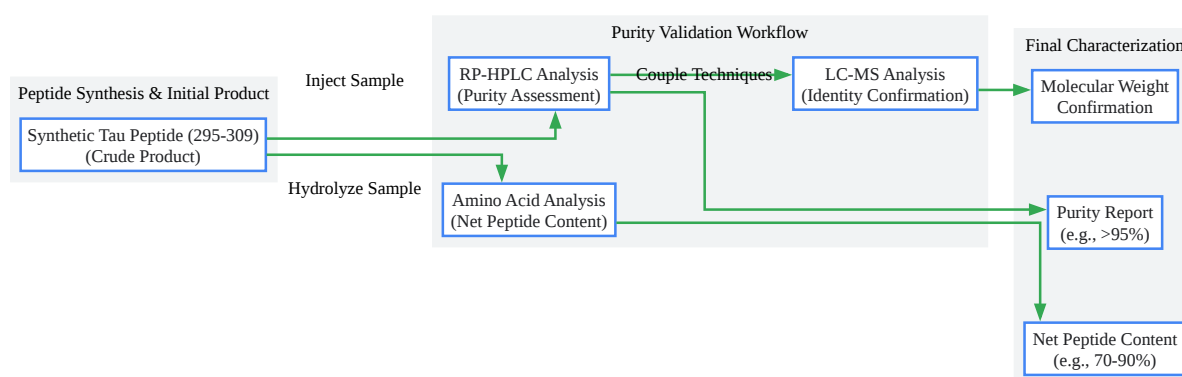 Peptide Synthesis & Initial Product
Synthetic Tau Peptide (295-309)
(Crude Product)
Inject Sample
Hydrolyze Sample
Purity Validation Workflow
RP-HPLC Analysis
(Purity Assessment)
Couple Techniques
LC-MS Analysis
(Identity Confirmation)
Amino Acid Analysis
(Net Peptide Content)
Final Characterization
Molecular Weight
Confirmation
Purity Report
(e.g., >95%)
Net Peptide Content
(e.g., 70-90%)